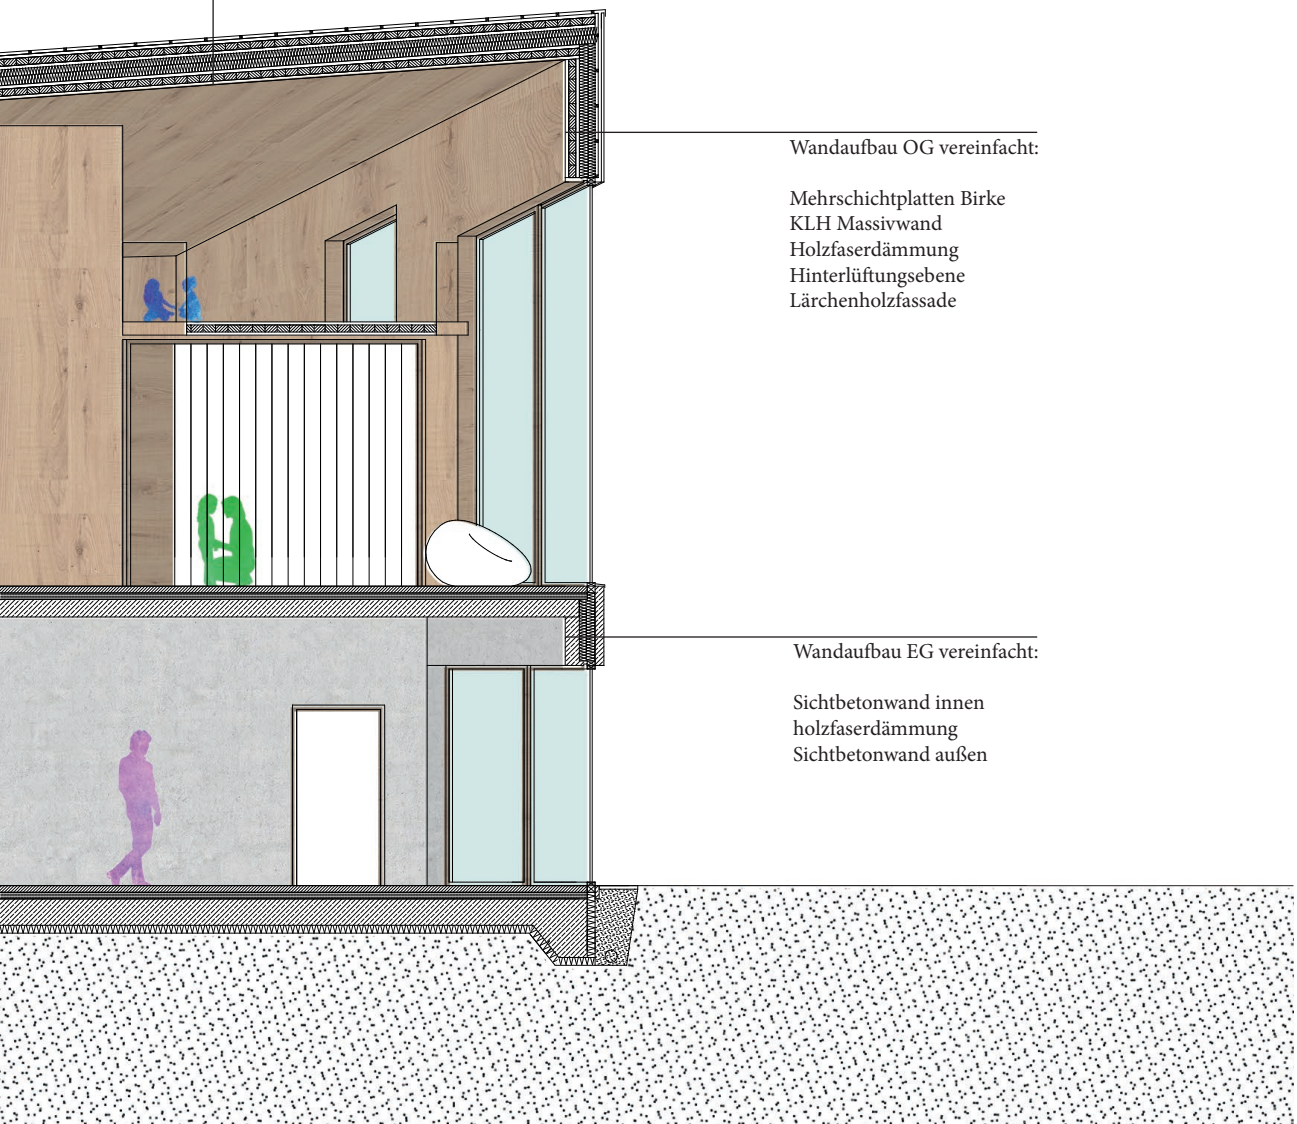 Wandaufbau OG vereinfacht:
Mehrschichtplatten Birke
KLH Massivwand
Holzfaserdämmung
Hinterlüftungsebene
Lärchenholzfassade
Wandaufbau EG vereinfacht:
Sichtbetonwand innen
holzfaserdämmung
Sichtbetonwand außen